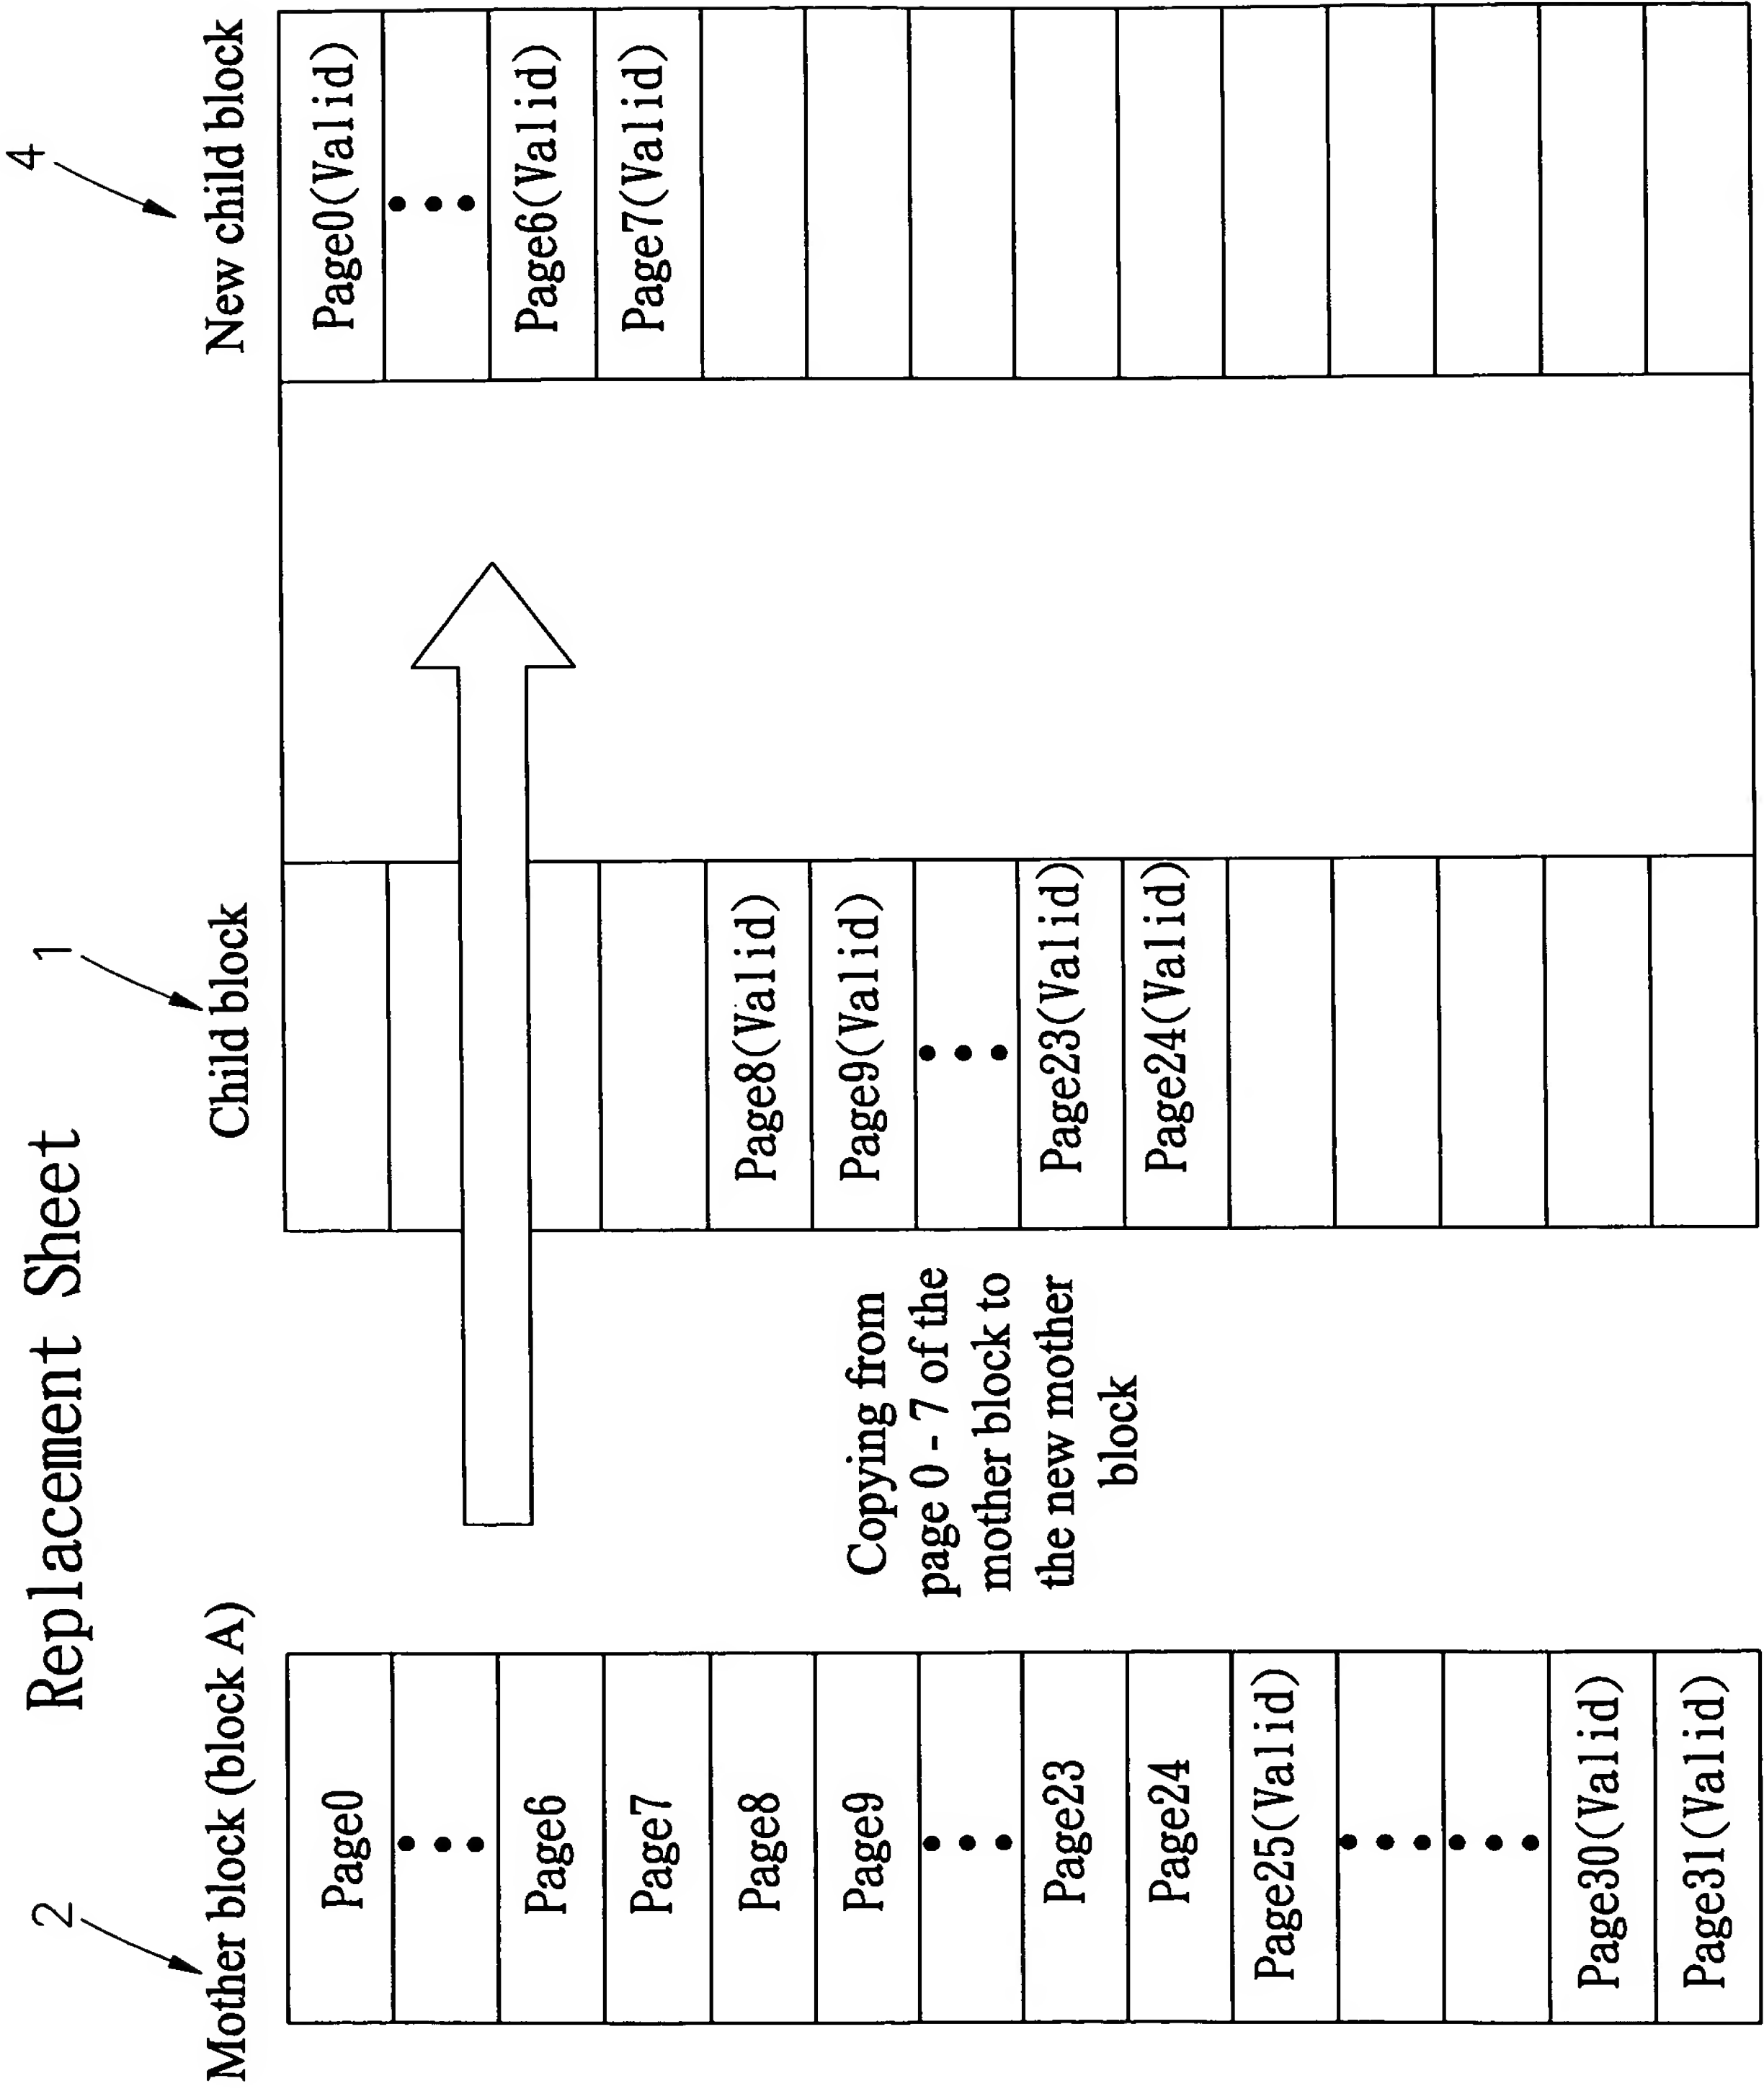 Replacement Sheet
2
1
4
Mother block (block A)
Child block
New child block
Page0
Page6
Page7
Page8
Page9
Page23
Page24
Page25(Valid)
Page30(Valid)
Page31(Valid)
Copying from
page 0 - 7 of the
mother block to
the new mother
block
Page8(Valid)
Page9(Valid)
Page23(Valid)
Page24(Valid)
Page0(Valid)
Page6(Valid)
Page7(Valid)